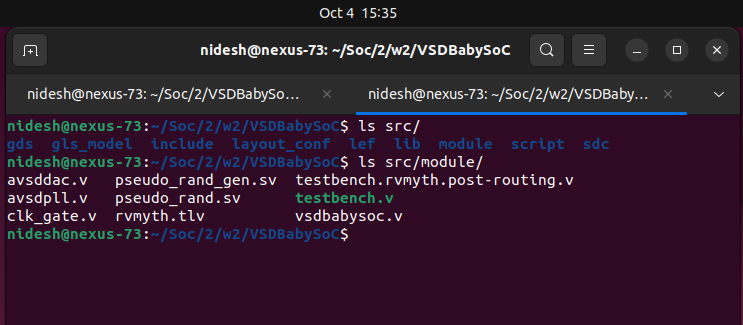 Oct 4 15:35
nidesh@nexus-73: ~/Soc/2/w2/VSDBabySoC
nidesh@nexus-73: ~/Soc/2/VSDBabySo...
nidesh@nexus-73: ~/Soc/2/w2/VSDBaby...
nidesh@nexus-73:~/Soc/2/w2/VSDBabySoC$ ls src/
gds gls_model include layout_conf lef lib module script sdc
nidesh@nexus-73:~/Soc/2/w2/VSDBabySoC$ ls src/module/
avsddac.v pseudo_rand_gen.sv testbench.rvmyth.post-routing.v
avsdpll.v pseudo_rand.sv testbench.v
clk_gate.v rvmyth.tlv vsdbabysoc.v
nidesh@nexus-73:~/Soc/2/w2/VSDBabySoC$